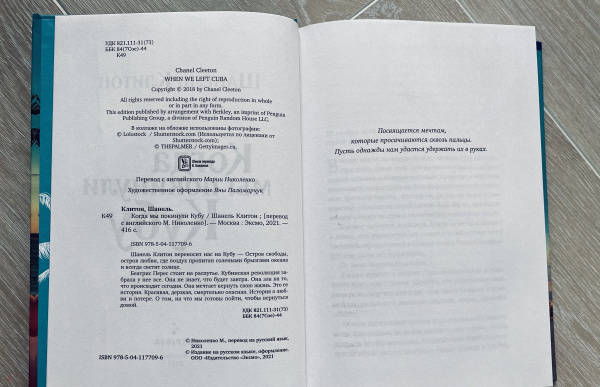 УДК 821.111-31(73)
ББК 84(7Сое)-44
К49
Chanel Cleeton
WHEN WE LEFT CUBA
Copyright © 2018 by Chanel Cleeton
All rights reserved including the right of reproduction in whole
or in part in any form.
This edition published by arrangement with Berkley, an imprint of Penguin
Publishing Group, a division of Penguin Random House LLC.
В коллаже на обложке использованы фотографии:
© Lolostock / Shutterstock.com (Используется по лицензии от
Shutterstock.com);
© THEPALMER / Gettyimages.ru.
Перевод с английского Марии Николенко
Художественное оформление Яны Паламарчук
Клитон, Шанель.
К49 Когда мы покинули Кубу / Шанель Клитон ; [перевод
с английского М. Николенко]. — Москва : Эксмо, 2021. —
416 с.
ISBN 978-5-04-117709-6
Шанель Клитон переносит нас на Кубу — Остров свободы,
остров любви, где воздух пропитан солеными брызгами океана
и всегда светит солнце.
Беатрис Перес стоит на распутье. Кубинская революция за-
брала у нее все. Она не знает, что будет завтра. Она зла на то,
что происходит сегодня. Она мечтает вернуть свою жизнь. Это ее
история. Красивая, дерзкая, смертельно опасная. История о люб-
ви и потере. О том, на что мы готовы пойти, чтобы вернуться
домой.
УДК 821.111-31(73)
ББК 84(7Сое)-44
© Николенко М., перевод на русский язык,
2021
© Издание на русском языке, оформление.
ООО «Издательство «Эксмо», 2021
ISBN 978-5-04-117709-6
Посвящается мечтам,
которые просачиваются сквозь пальцы.
Пусть однажды нам удастся удержать их в руках.